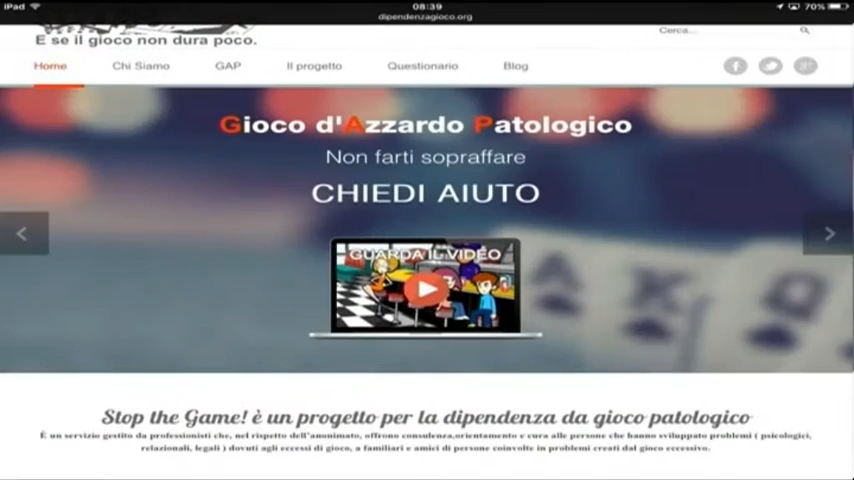 iPad 08:39 70%
dipendenzagioco.org
E se il gioco non dura poco.
Cerca...
Home Chi Siamo GAP Il progetto Questionario Blog
Gioco d'Azzardo Patologico
Non farti sopraffare
CHIEDI AIUTO
GUARDA IL VIDEO
A K Q
Stop the Game! è un progetto per la dipendenza da gioco patologico
È un servizio gestito da professionisti che, nel rispetto dell'anonimato, offrono consulenza,orientamento e cura alle persone che hanno sviluppato problemi ( psicologici,
relazionali, legali ) dovuti agli eccessi di gioco, a familiari e amici di persone coinvolte in problemi creati dal gioco eccessivo.